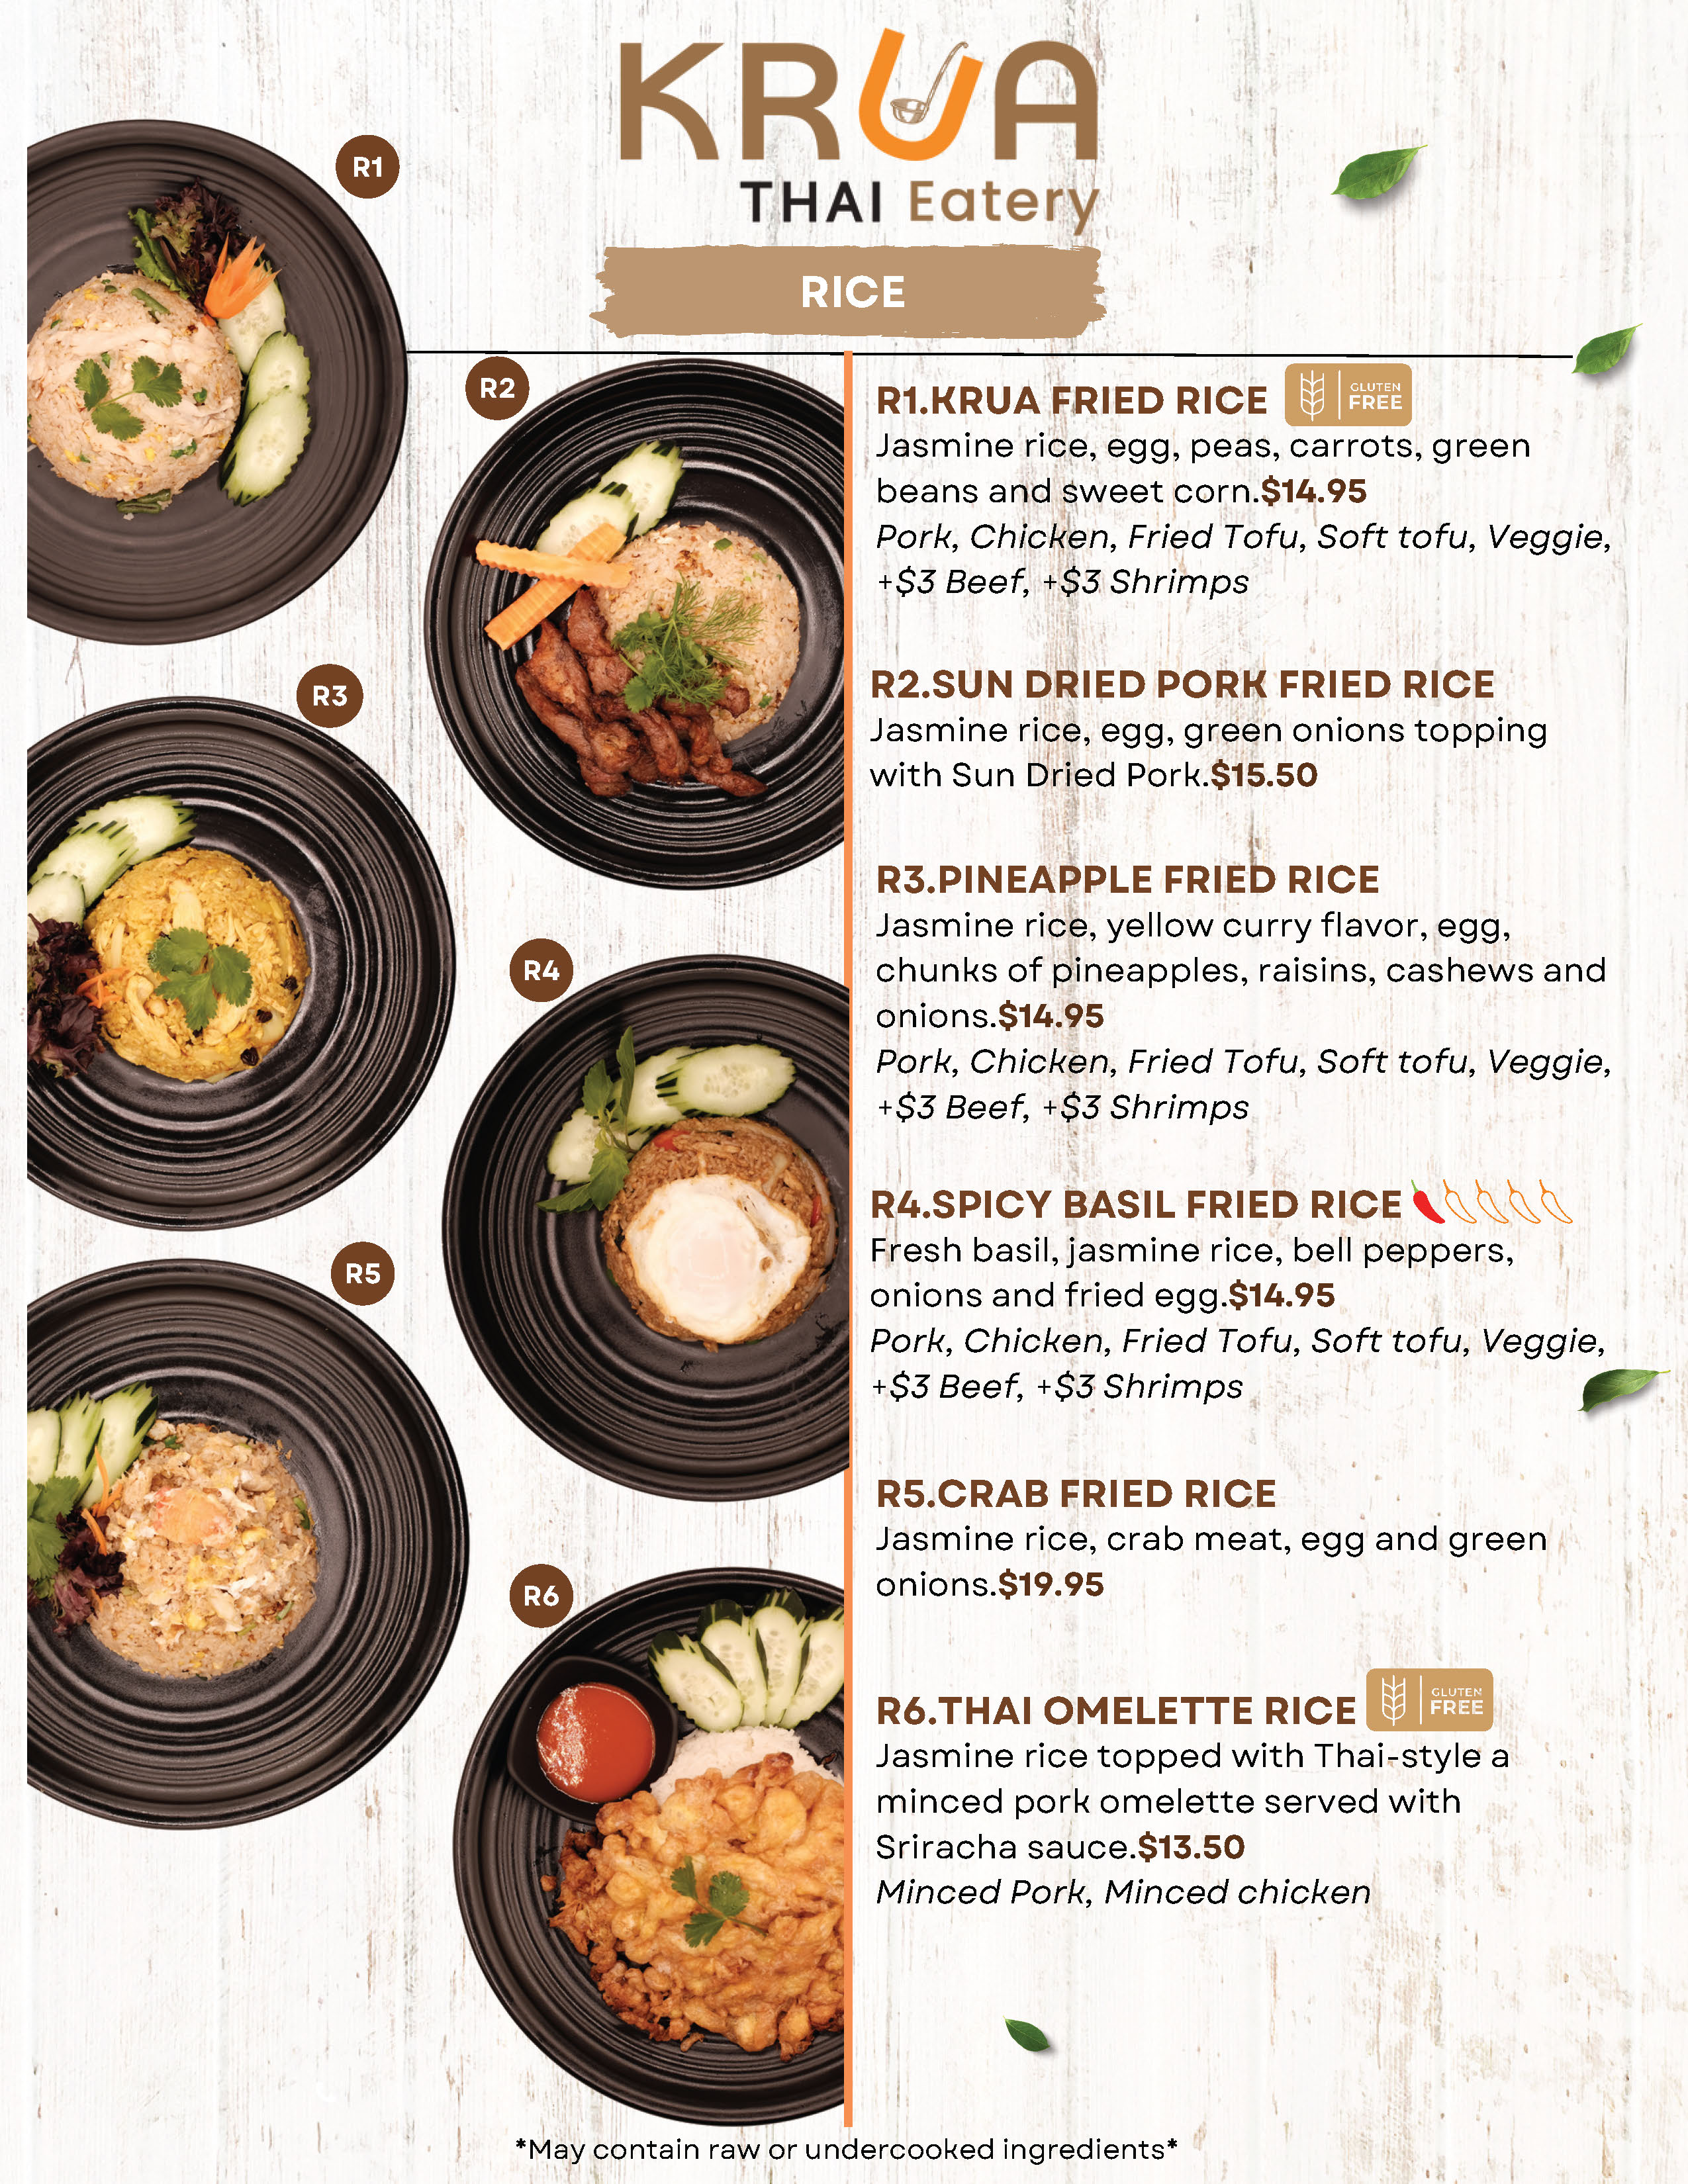 KRUA
THAI Eatery
RICE
R1
R2
R3
R4
R5
R6
R1.KRUA FRIED RICE GLUTEN FREE
Jasmine rice, egg, peas, carrots, green
beans and sweet corn.$14.95
Pork, Chicken, Fried Tofu, Soft tofu, Veggie,
+$3 Beef, +$3 Shrimps
R2.SUN DRIED PORK FRIED RICE
Jasmine rice, egg, green onions topping
with Sun Dried Pork.$15.50
R3.PINEAPPLE FRIED RICE
Jasmine rice, yellow curry flavor, egg,
chunks of pineapples, raisins, cashews and
onions.$14.95
Pork, Chicken, Fried Tofu, Soft tofu, Veggie,
+$3 Beef, +$3 Shrimps
R4.SPICY BASIL FRIED RICE
Fresh basil, jasmine rice, bell peppers,
onions and fried egg.$14.95
Pork, Chicken, Fried Tofu, Soft tofu, Veggie,
+$3 Beef, +$3 Shrimps
R5.CRAB FRIED RICE
Jasmine rice, crab meat, egg and green
onions.$19.95
R6.THAI OMELETTE RICE GLUTEN FREE
Jasmine rice topped with Thai-style a
minced pork omelette served with
Sriracha sauce.$13.50
Minced Pork, Minced chicken
*May contain raw or undercooked ingredients*